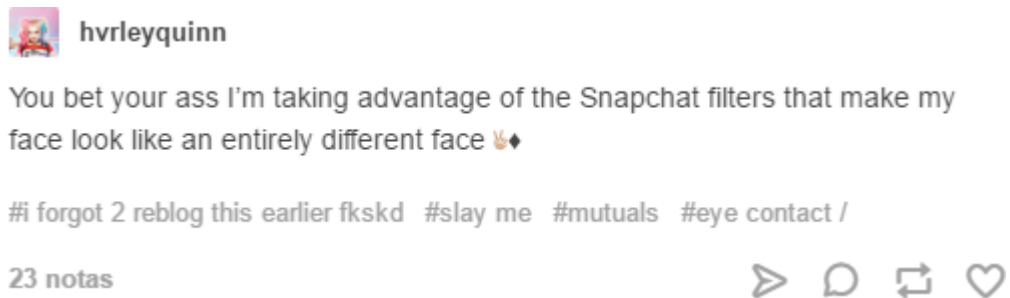 hvrleyquinn
You bet your ass I’m taking advantage of the Snapchat filters that make my
face look like an entirely different face ✌🏼♦
#i forgot 2 reblog this earlier fkskd #slay me #mutuals #eye contact /
23 notas